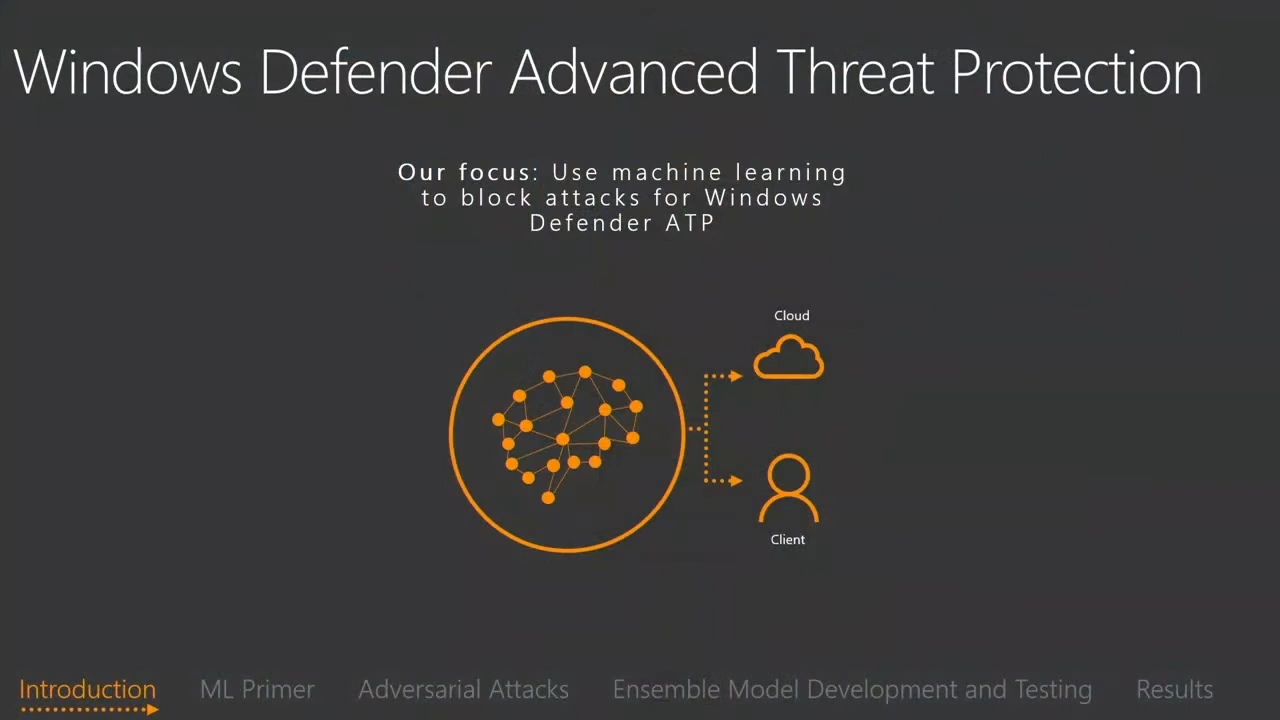 Windows Defender Advanced Threat Protection
Our focus: Use machine learning
to block attacks for Windows
Defender ATP
Cloud
Client
Introduction
ML Primer
Adversarial Attacks
Ensemble Model Development and Testing
Results